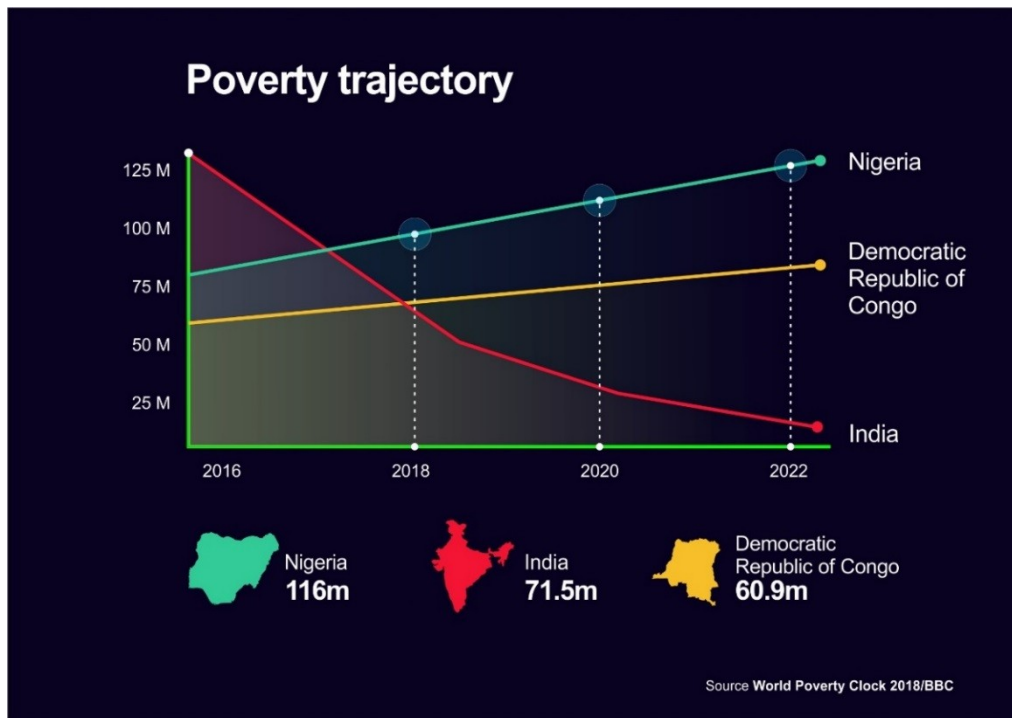 Poverty trajectory
125 M
100 M
75 M
50 M
25 M
Nigeria
Democratic
Republic of
Congo
India
2016 2018 2020 2022
Nigeria
116m
India
71.5m
Democratic
Republic of Congo
60.9m
Source World Poverty Clock 2018/BBC